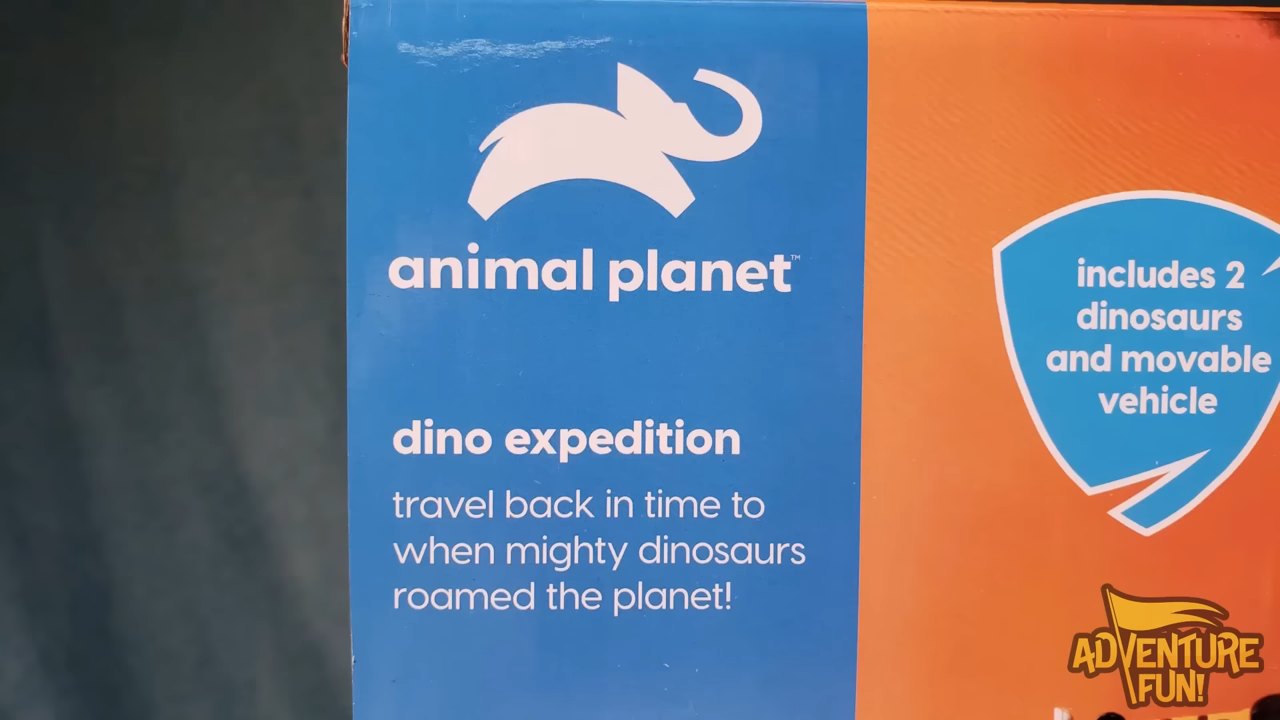 animal planet™
dino expedition
travel back in time to
when mighty dinosaurs
roamed the planet!
includes 2
dinosaurs
and movable
vehicle
ADVENTURE
FUN!